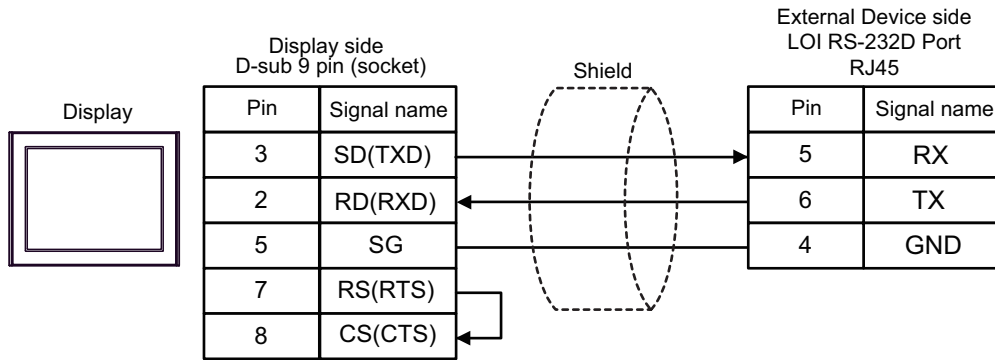 External Device side
LOI RS-232D Port
RJ45
Display side
D-sub 9 pin (socket)
Shield
Display
Pin Signal name
3 SD(TXD)
2 RD(RXD)
5 SG
7 RS(RTS)
8 CS(CTS)
Pin Signal name
5 RX
6 TX
4 GND